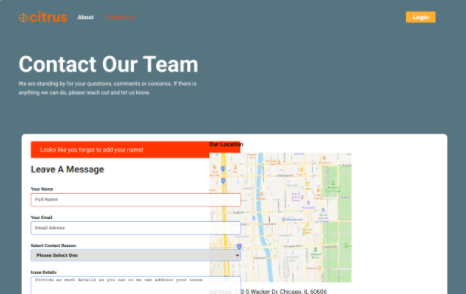 citrus
About
Contact Us
Login
Contact Our Team
We are standing by for your questions, comments or concerns. If there is
anything we can do, please reach out and let us know.
Looks like you forgot to add your name!
Our Location
Leave A Message
Your Name
Full Name
Your Email
Email Adress
Select Contact Reason
Please Select One
Issue Details
Provide as much details as you can so we can address your issue
Address: 233 S Wacker Dr, Chicago, IL 60606